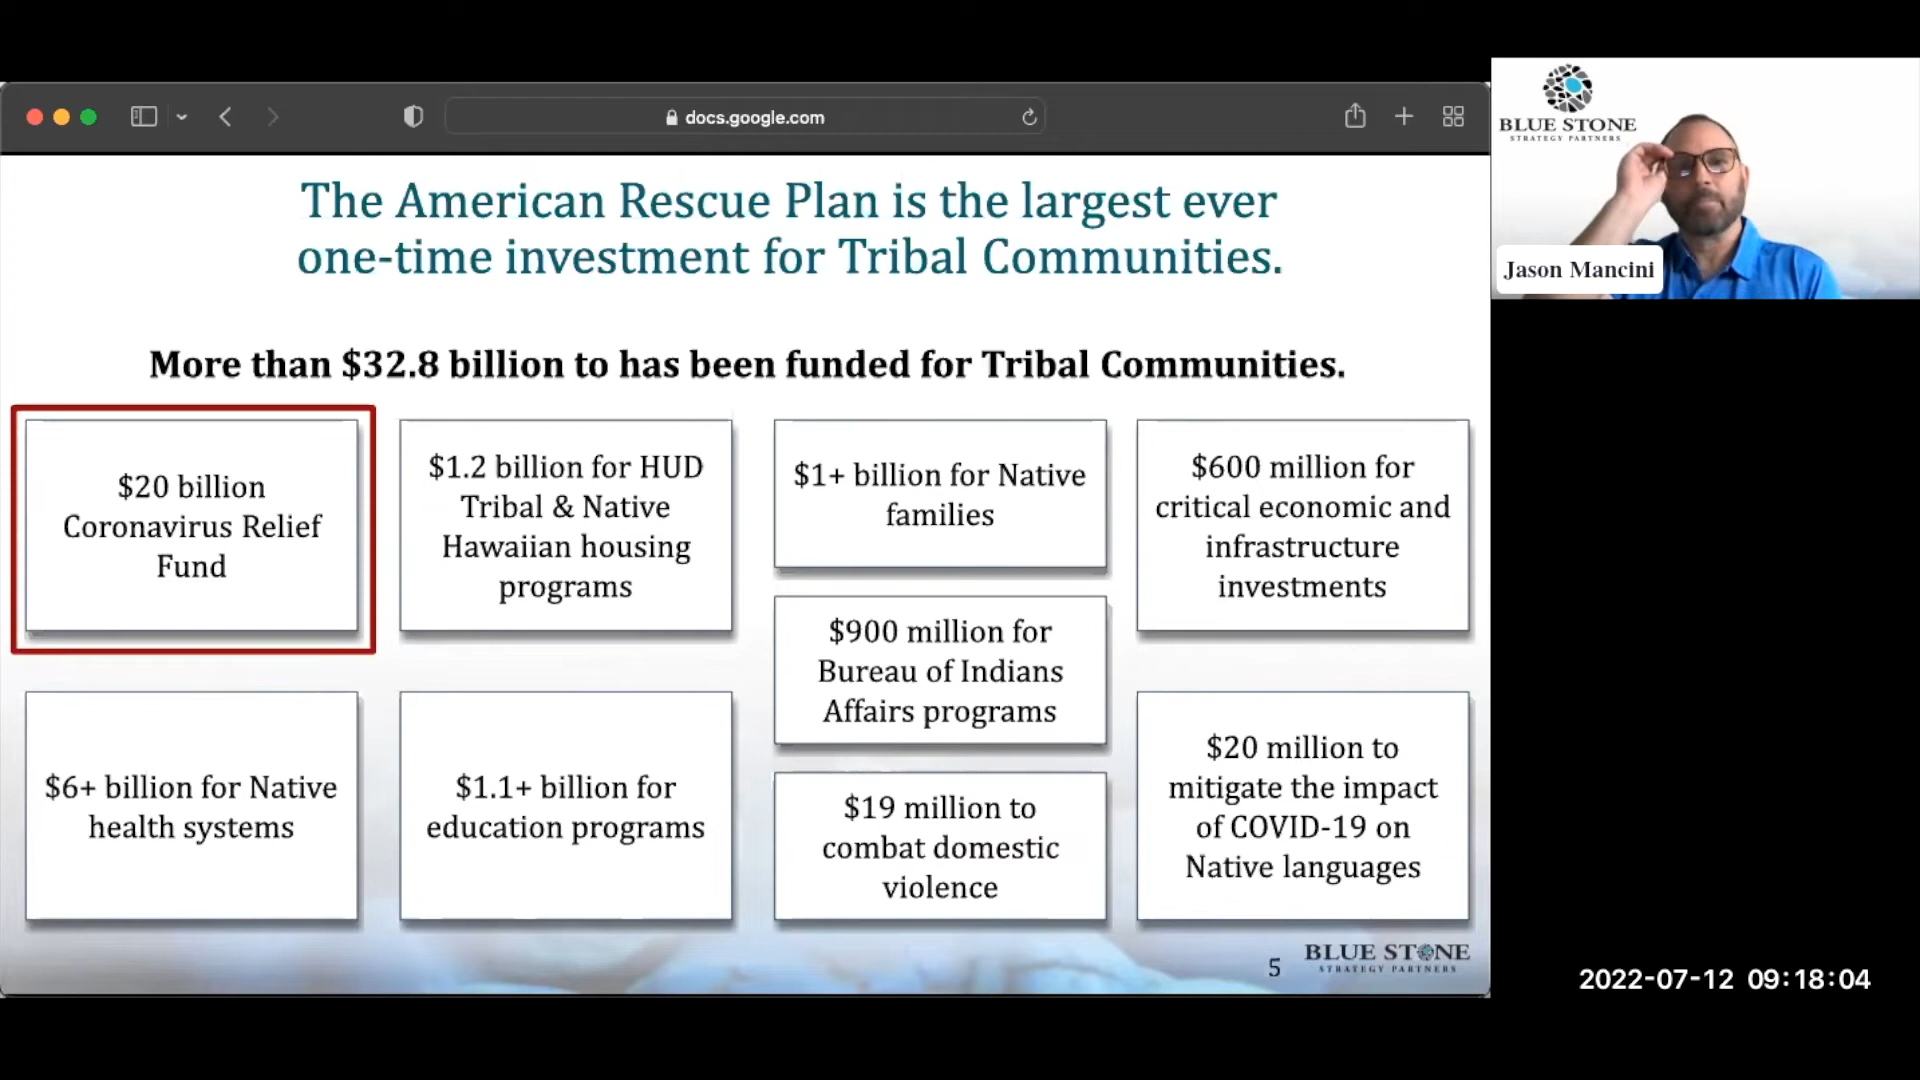 docs.google.com
The American Rescue Plan is the largest ever
one-time investment for Tribal Communities.
More than $32.8 billion to has been funded for Tribal Communities.
$20 billion
Coronavirus Relief
Fund
$1.2 billion for HUD
Tribal & Native
Hawaiian housing
programs
$1+ billion for Native
families
$600 million for
critical economic and
infrastructure
investments
$900 million for
Bureau of Indians
Affairs programs
$6+ billion for Native
health systems
$1.1+ billion for
education programs
$19 million to
combat domestic
violence
$20 million to
mitigate the impact
of COVID-19 on
Native languages
5
BLUE STONE
STRATEGY PARTNERS
BLUE STONE
STRATEGY PARTNERS
Jason Mancini
2022-07-12 09:18:04